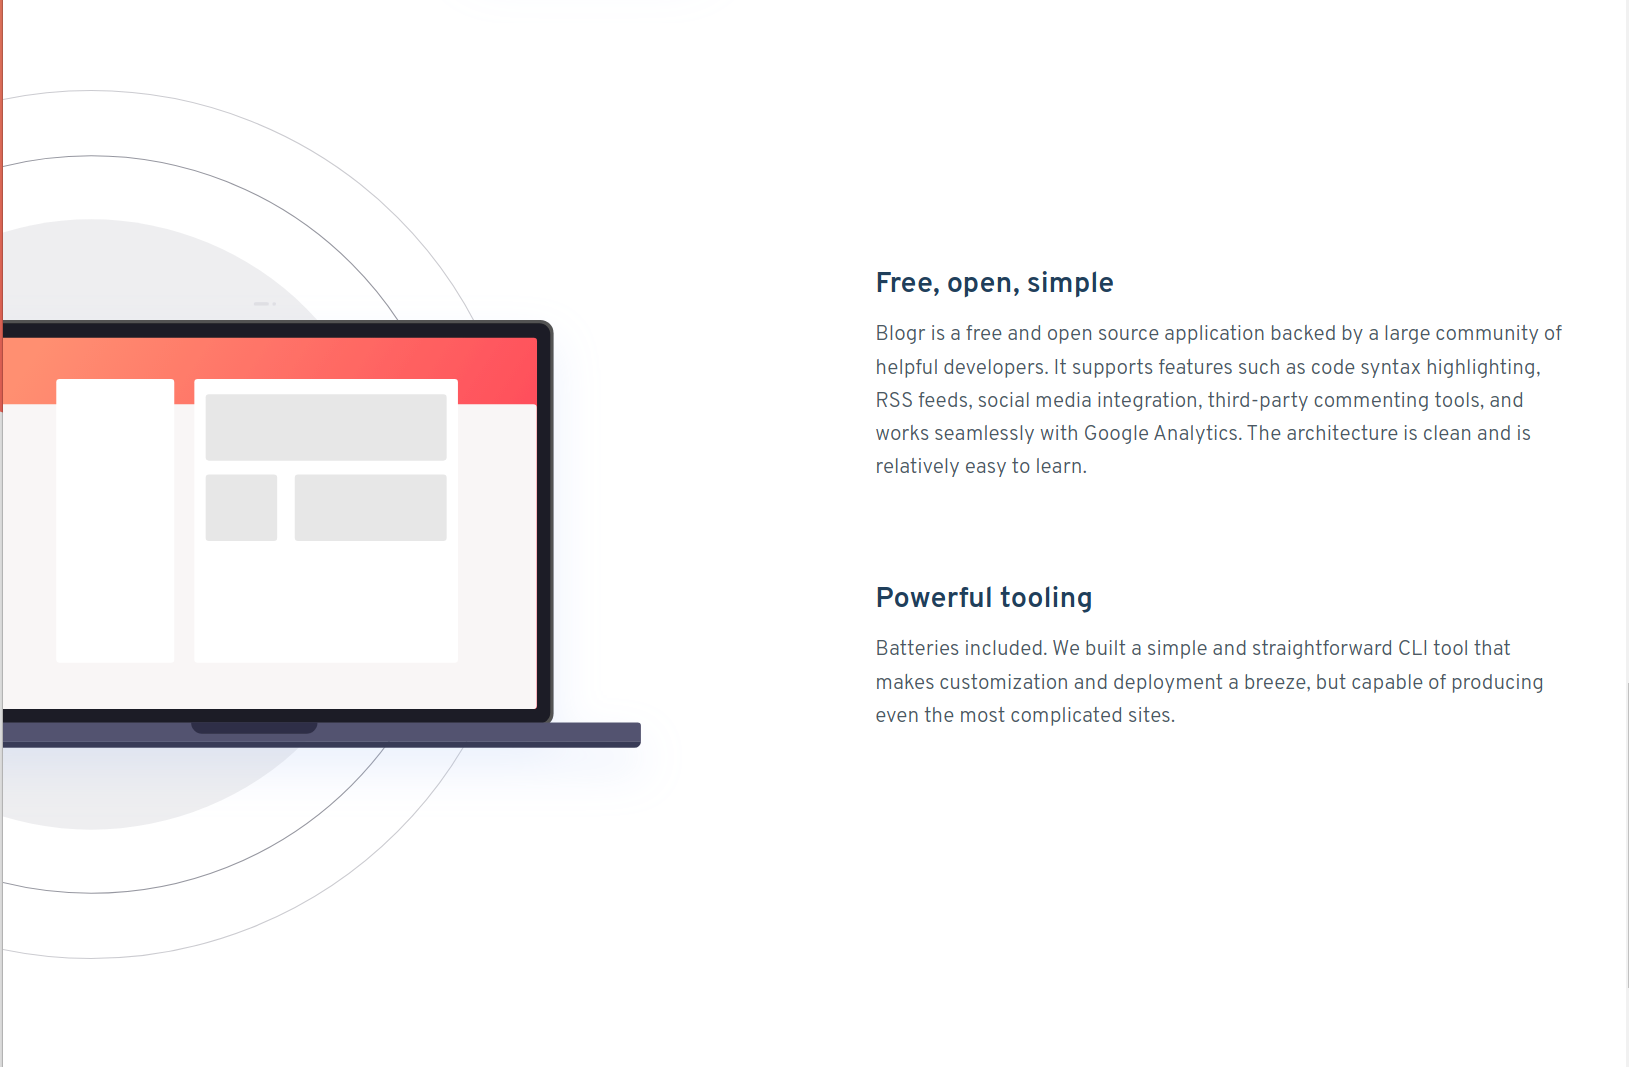 Free, open, simple
Blogr is a free and open source application backed by a large community of
helpful developers. It supports features such as code syntax highlighting,
RSS feeds, social media integration, third-party commenting tools, and
works seamlessly with Google Analytics. The architecture is clean and is
relatively easy to learn.
Powerful tooling
Batteries included. We built a simple and straightforward CLI tool that
makes customization and deployment a breeze, but capable of producing
even the most complicated sites.